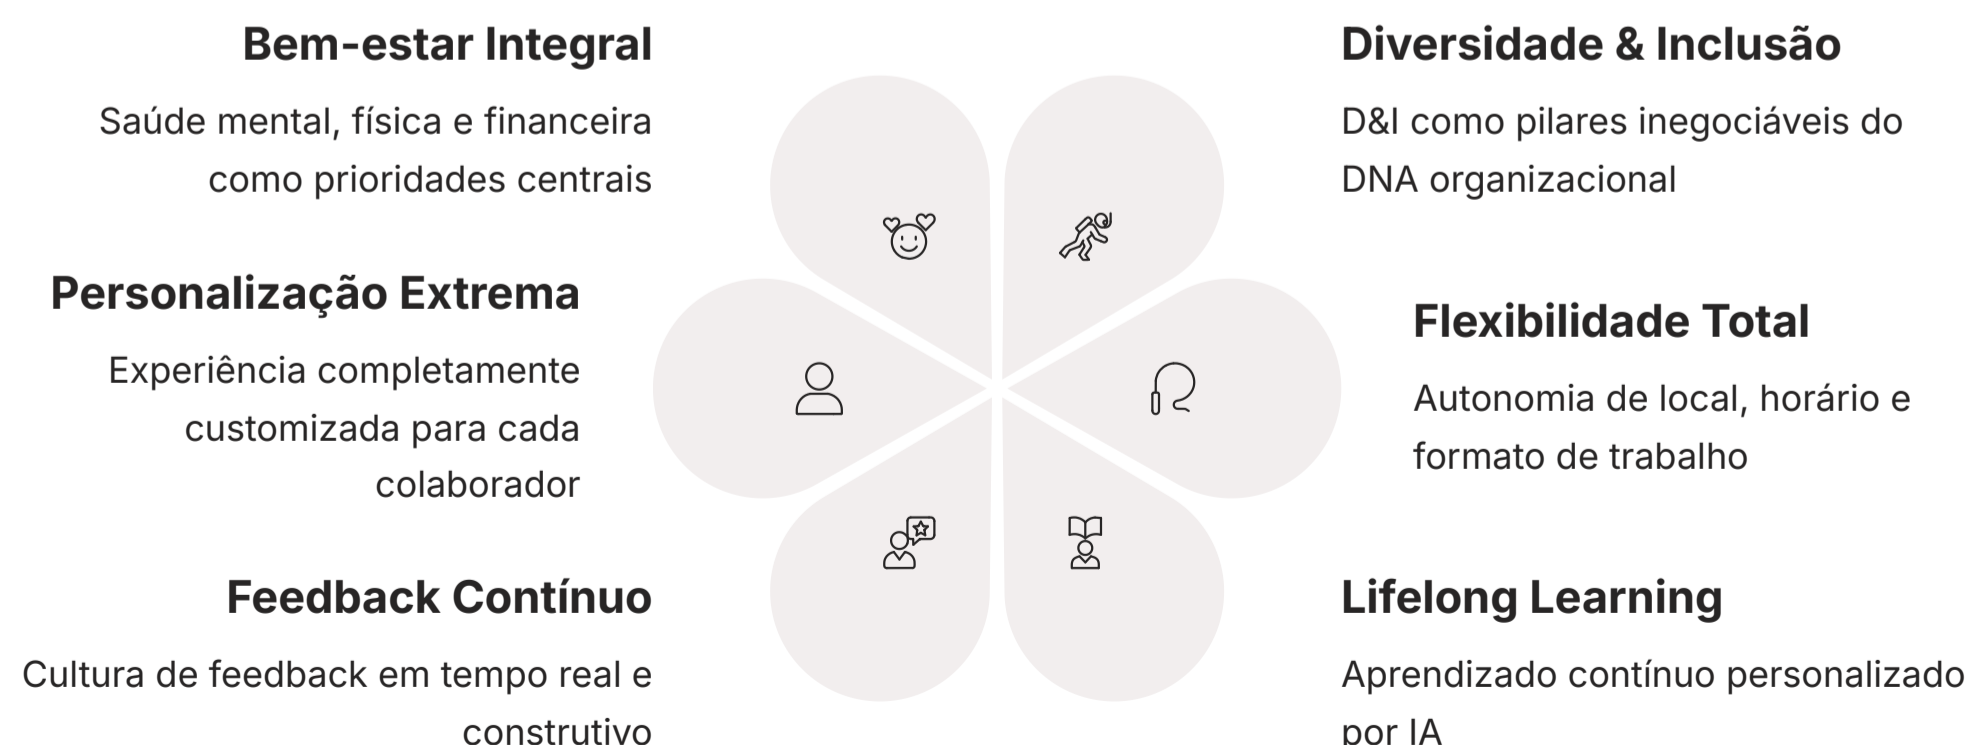 Bem-estar Integral
Saúde mental, física e financeira
como prioridades centrais
Personalização Extrema
Experiência completamente
customizada para cada
colaborador
Feedback Contínuo
Cultura de feedback em tempo real e
construtivo
Diversidade & Inclusão
D&I como pilares inegociáveis do
DNA organizacional
Flexibilidade Total
Autonomia de local, horário e
formato de trabalho
Lifelong Learning
Aprendizado contínuo personalizado
por IA